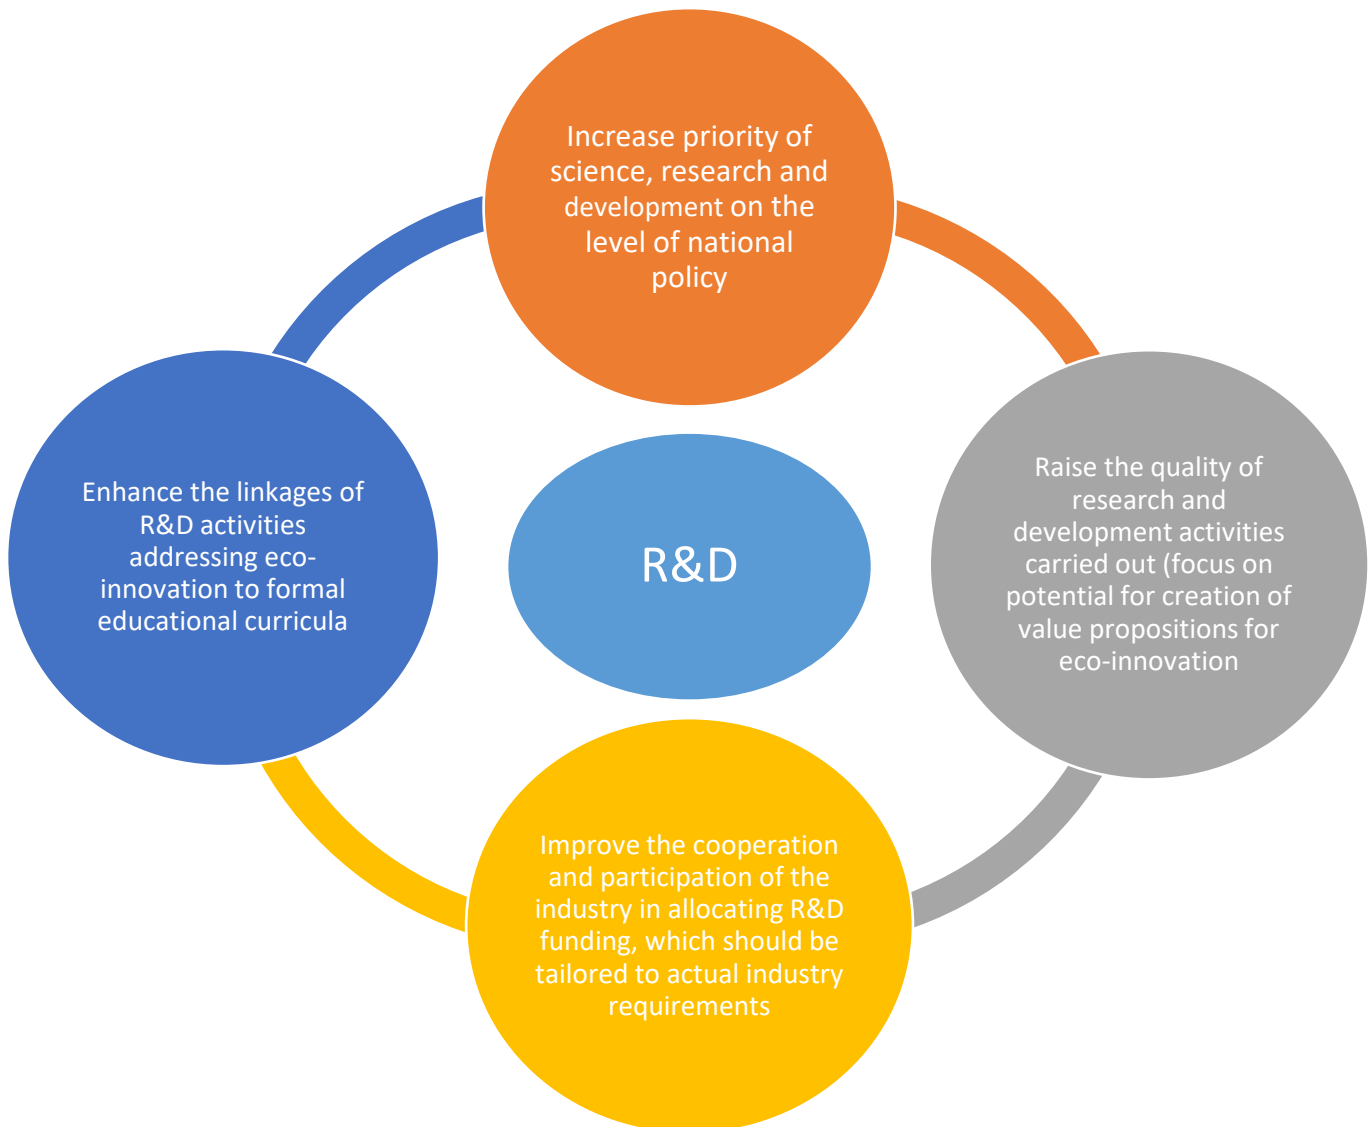 Increase priority of
science, research and
development on the
level of national
policy
Enhance the linkages of
R&D activities
addressing eco-
innovation to formal
educational curricula
R&D
Raise the quality of
research and
development activities
carried out (focus on
potential for creation of
value propositions for
eco-innovation
Improve the cooperation
and participation of the
industry in allocating R&D
funding, which should be
tailored to actual industry
requirements